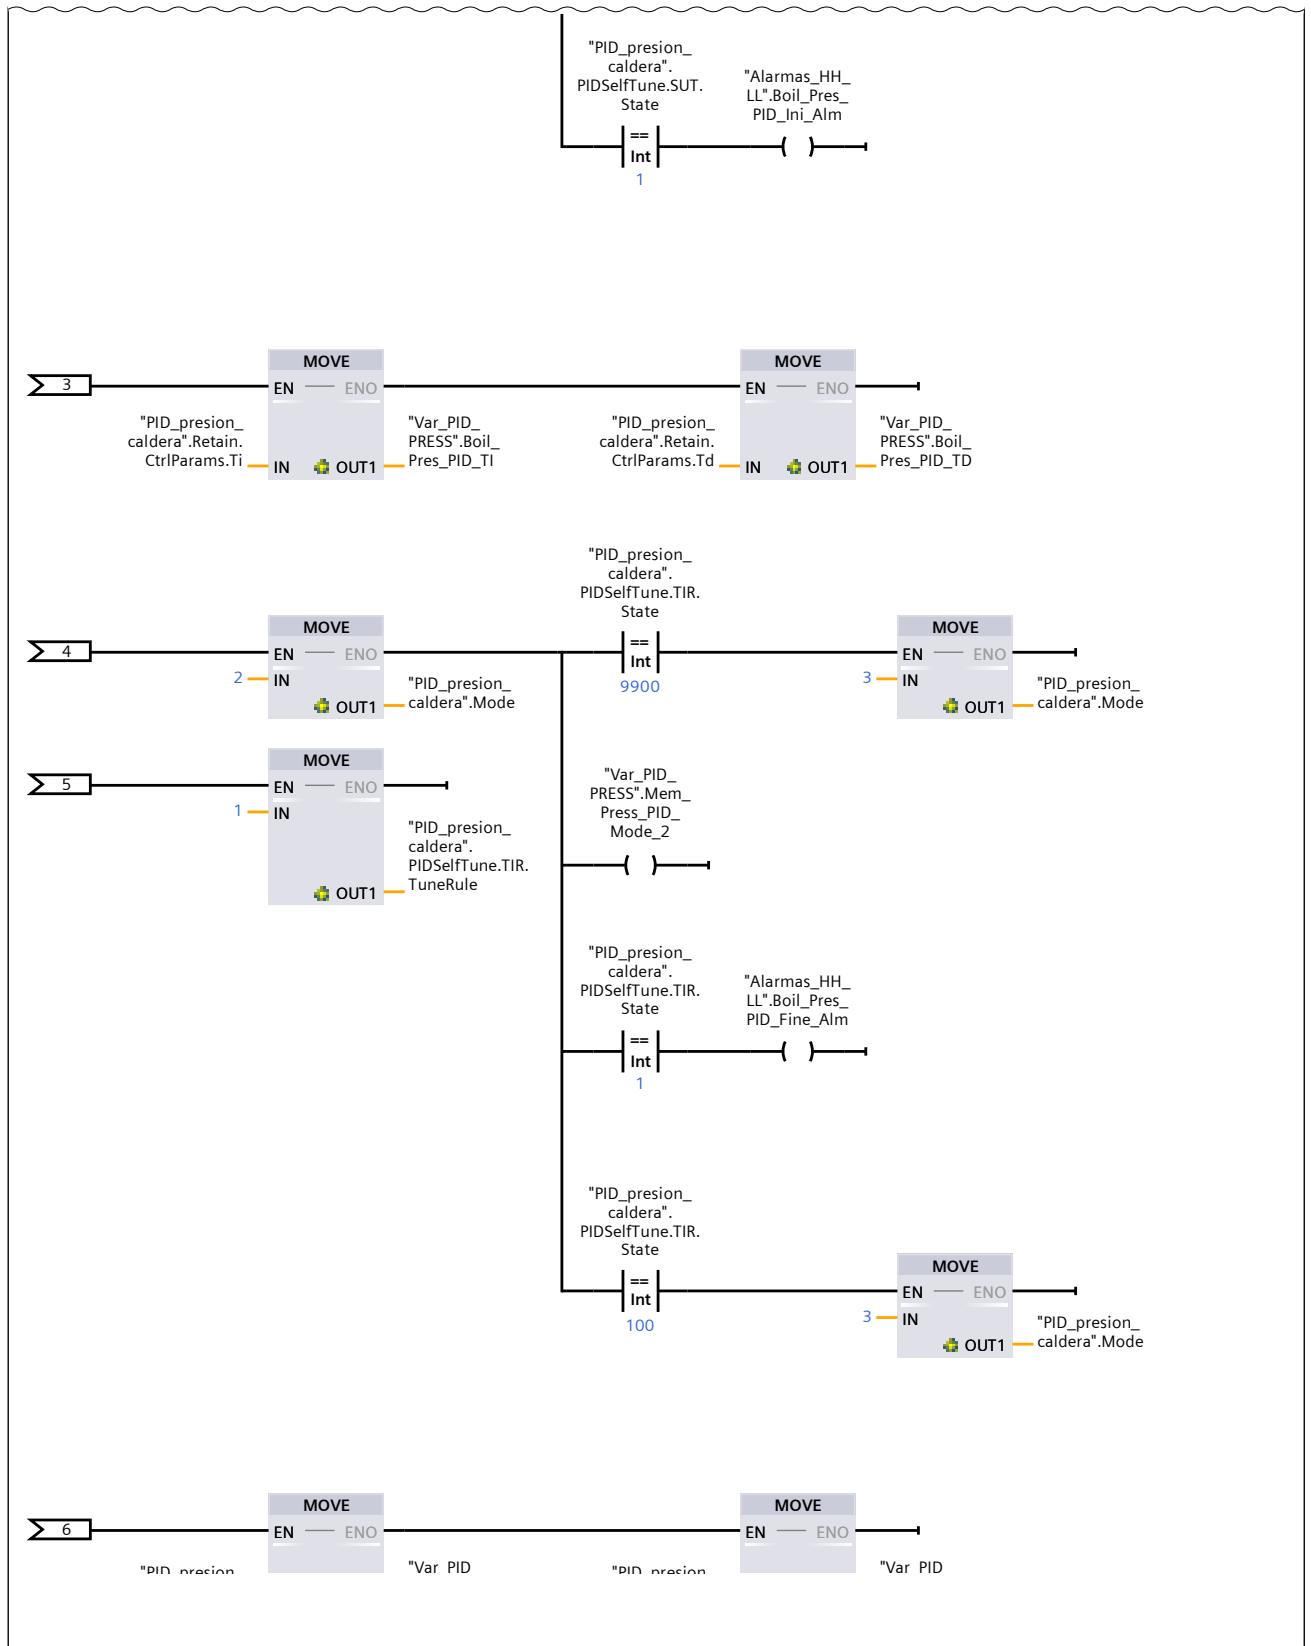 "PID_presion_
caldera".
PIDSelfTune.SUT.
State
"Alarmas_HH_
LL".Boil_Pres_
PID_Ini_Alm
==
Int
1
3
MOVE
EN
ENO
"PID_presion_
caldera".Retain.
CtrlParams.Ti
IN
OUT1
"Var_PID_
PRESS".Boil_
Pres_PID_TI
MOVE
EN
ENO
"PID_presion_
caldera".Retain.
CtrlParams.Td
IN
OUT1
"Var_PID_
PRESS".Boil_
Pres_PID_TD
4
MOVE
EN
ENO
2
IN
OUT1
"PID_presion_
caldera".Mode
"PID_presion_
caldera".
PIDSelfTune.TIR.
State
==
Int
9900
MOVE
EN
ENO
3
IN
OUT1
"PID_presion_
caldera".Mode
5
MOVE
EN
ENO
1
IN
OUT1
"PID_presion_
caldera".
PIDSelfTune.TIR.
TuneRule
"Var_PID_
PRESS".Mem_
Press_PID_
Mode_2
"PID_presion_
caldera".
PIDSelfTune.TIR.
State
"Alarmas_HH_
LL".Boil_Pres_
PID_Fine_Alm
==
Int
1
"PID_presion_
caldera".
PIDSelfTune.TIR.
State
==
Int
100
MOVE
EN
ENO
3
IN
OUT1
"PID_presion_
caldera".Mode
6
MOVE
EN
ENO
"PID_presion
"Var_PID
MOVE
EN
ENO
"PID_presion
"Var_PID